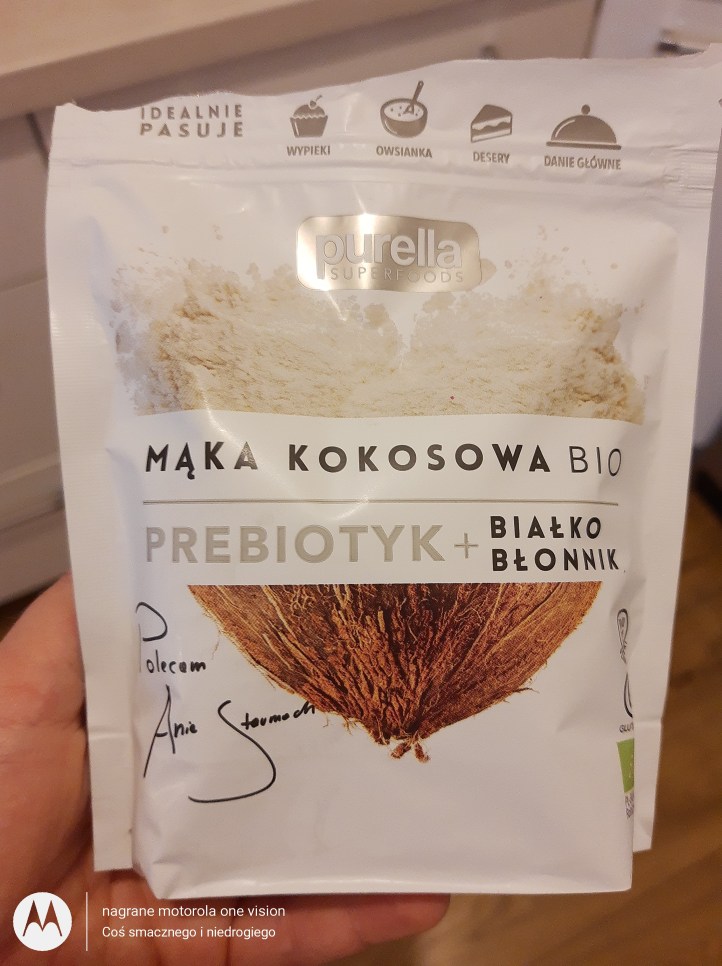 IDEALNIE
PASUJE
WYPIEKI
OWSIANKA
DESERY
DANIE GŁÓWNE
purella
SUPERFOODS
MĄKA KOKOSOWA BIO
PREBIOTYK + BIAŁKO
BŁONNIK
Polecam
Ania Starmach
nagrane motorola one vision
Coś smacznego i niedrogiego